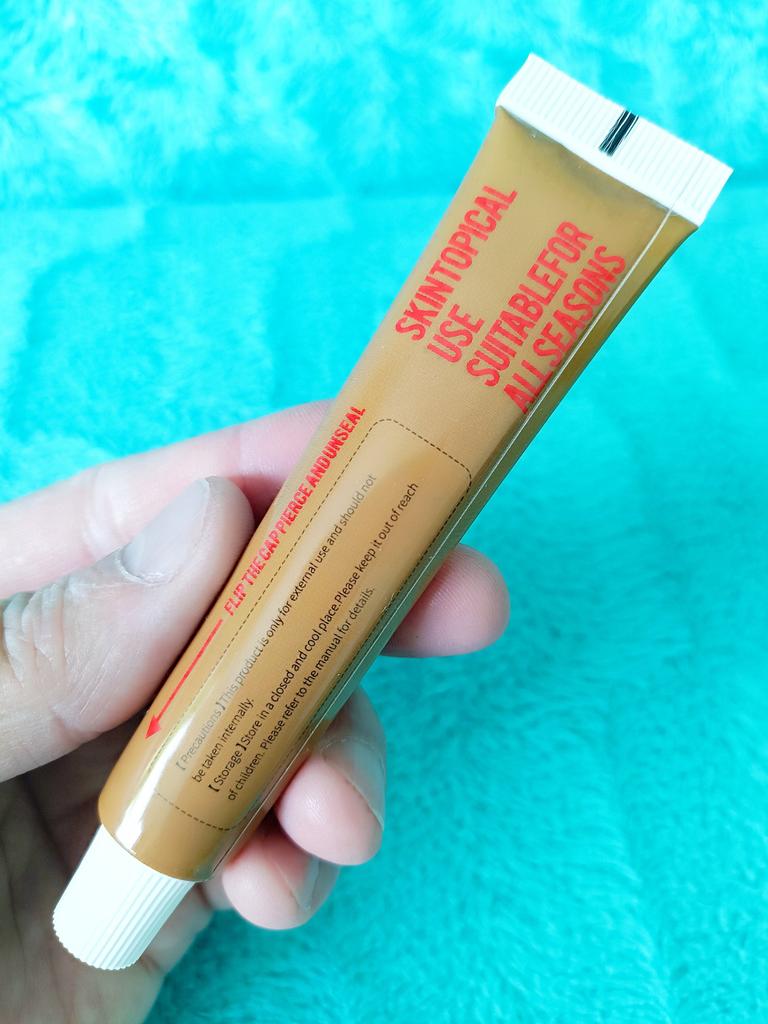 SKINTOPICAL
USE
SUITABLEFOR
ALL SEASONS
FLIP THE CAP PIERCE AND UNSEAL
【 Precautions 】This product is only for external use and should not
be taken internally.
【 Storage 】Store in a closed and cool place.Please keep it out of reach
of children. Please refer to the manual for details.